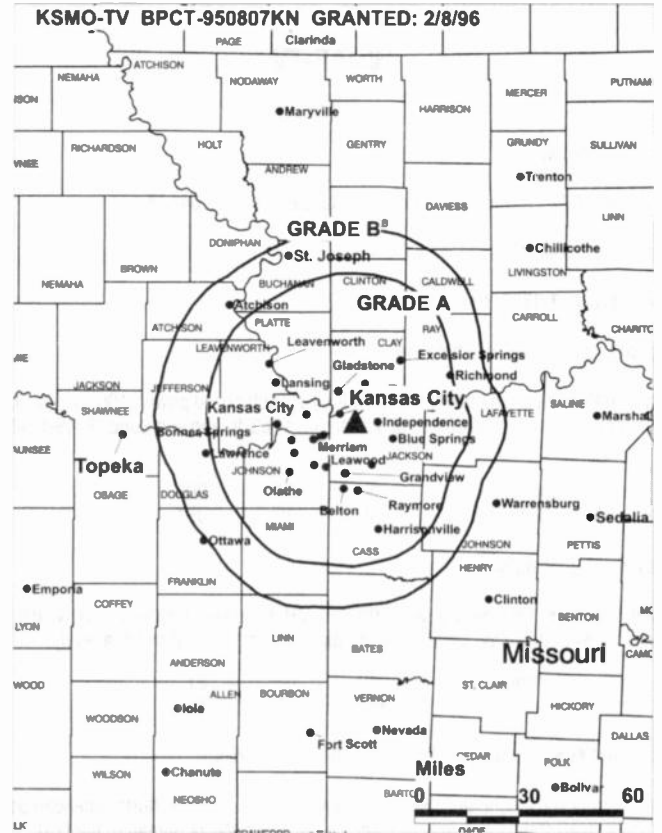 KSMO-TV BPCT-950807KN GRANTED: 2/8/96
PAGE Clarinda
ATCHISON
NEMAHA
NODAWAY
WORTH
MERCER
PUTNAM
HARRISON
Maryville
RICHARDSON
HOLT
GENTRY
GRUNDY
SULLIVAN
ANDREW
Trenton
DAVIESS
LINN
GRADE B
DONIPHAN
St. Joseph
Chillicothe
BROWN
BUCHANAN
CLINTON
CALDWELL
LIVINGSTON
NEMAHA
GRADE A
Atchison
PLATTE
RAY
CARROLL
ATCHISON
CLAY
LEAVENWORTH
Leavenworth
Gladstone
Excelsior Springs
Richmond
JACKSON
JEFFERSON
Lansing
Kansas City
SALINE
SHAWNEE
Kansas City
LAFAYETTE
Marshal
Bonner Springs
Independence
Merriam
Blue Springs
Topeka
Lawrence
Leawood
JACKSON
JOHNSON
Grandview
OSAGE
DOUGLAS
Olathe
Belton
Raymore
Warrensburg
Sedalia
MIAMI
Harrisonville
Ottawa
CASS
JOHNSON
PETTIS
HENRY
Emporia
FRANKLIN
COFFEY
Clinton
LYON
BENTON
LINN
BATES
Missouri
ANDERSON
WOOD
ST. CLAIR
ALLEN
BOURBON
VERNON
HICKORY
WOODSON
Iola
Fort Scott
Nevada
DALLAS
CEDAR
WILSON
Chanute
Miles
POLK
NEOSHO
0 30 60
Boliva